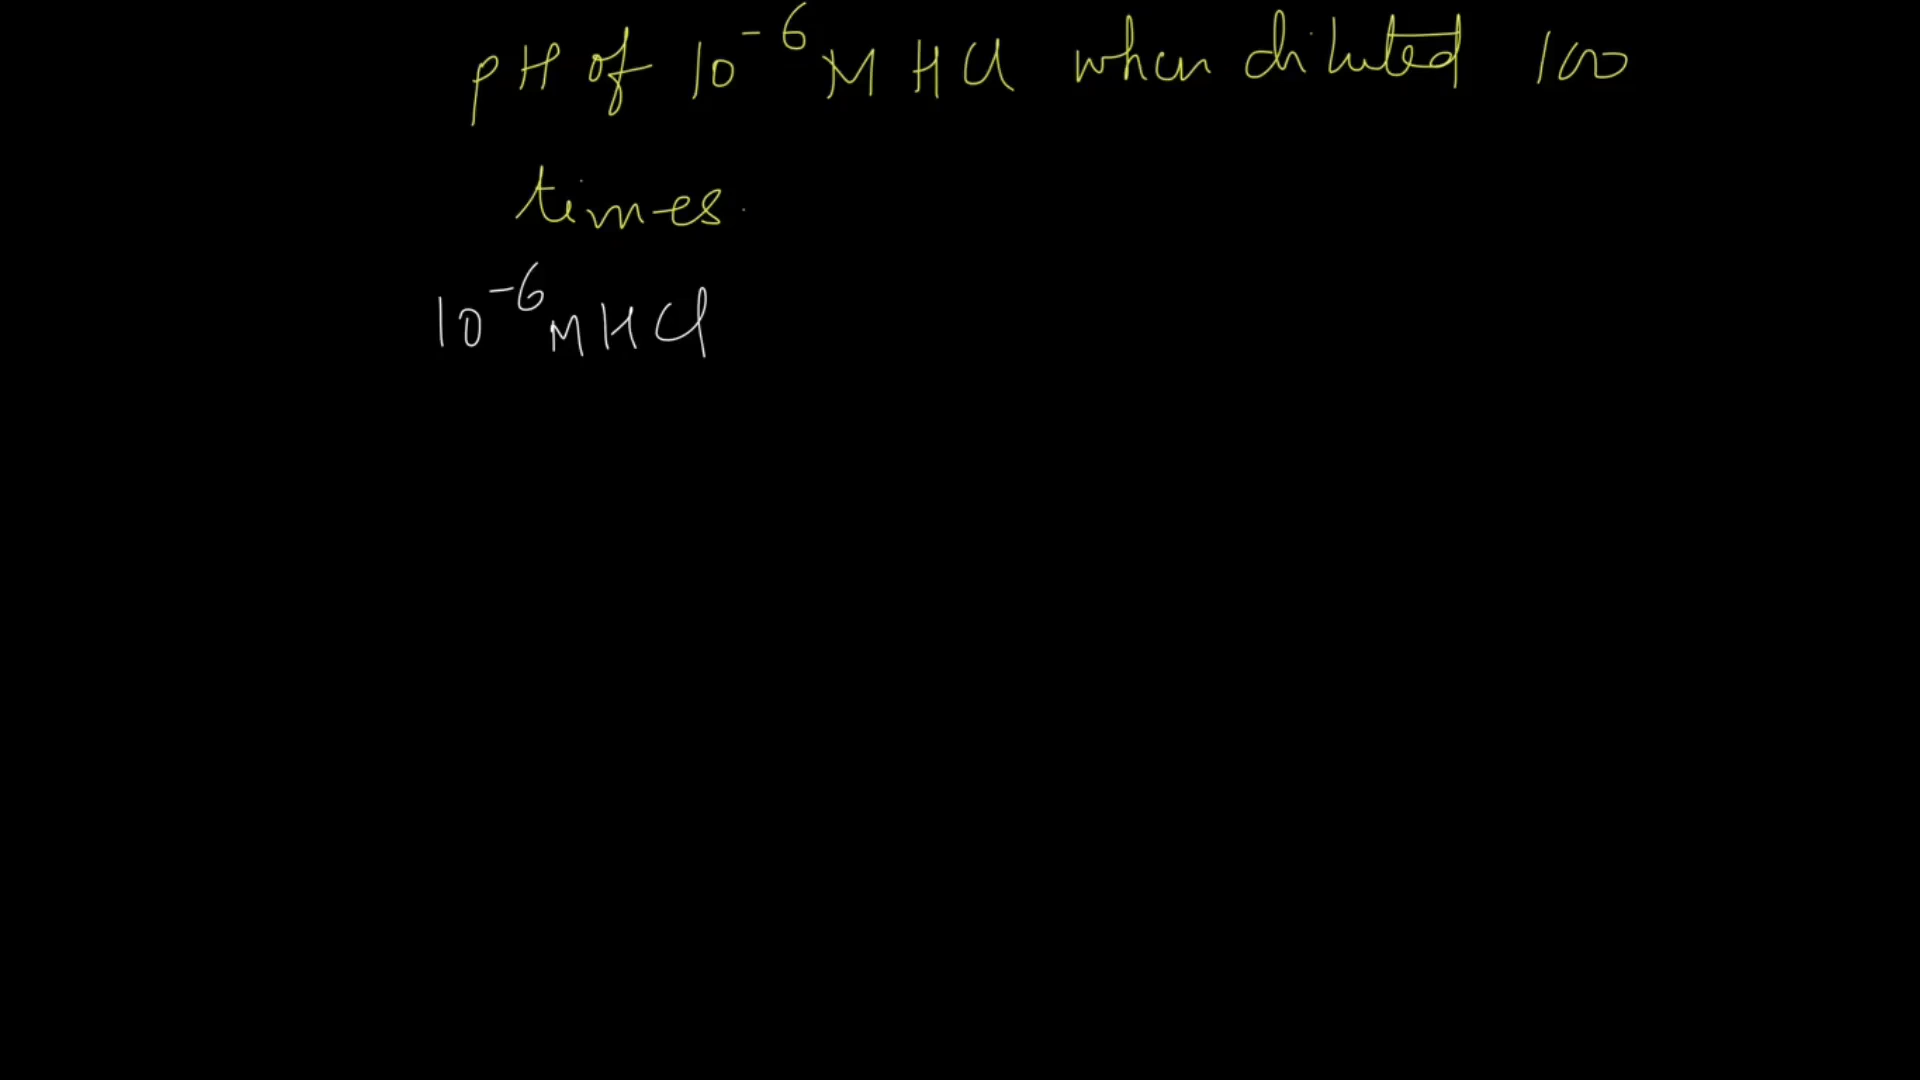 pH of 10⁻⁶ M HCl when diluted 100
times.
10⁻⁶ M HCl